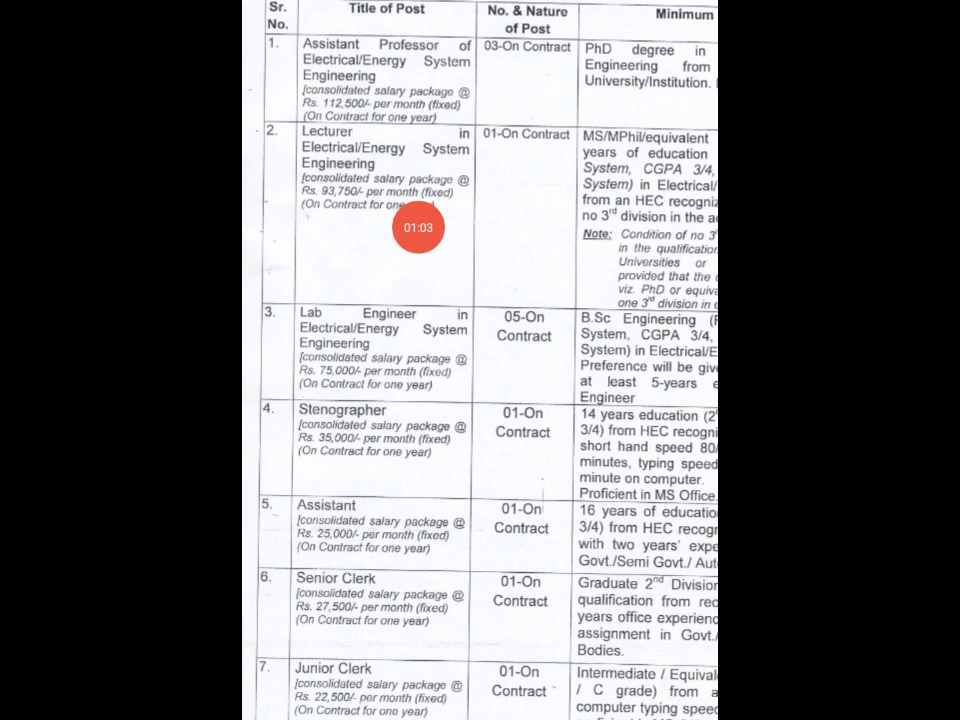 Sr.
No.
Title of Post
No. & Nature
of Post
Minimum
1.
Assistant Professor of
Electrical/Energy System
Engineering
[consolidated salary package @
Rs. 112,500/- per month (fixed)
(On Contract for one year)
03-On Contract
PhD degree in
Engineering from
University/Institution.
2.
Lecturer in
Electrical/Energy System
Engineering
[consolidated salary package @
Rs. 93,750/- per month (fixed)
(On Contract for one
01:03
01-On Contract
MS/MPhil/equivalent
years of education
System, CGPA 3/4,
System) in Electrical/
from an HEC recogniz
no 3rd division in the a
Note: Condition of no 3
in the qualification
Universities or
provided that the
viz. PhD or equiva
one 3rd division in
3.
Lab Engineer in
Electrical/Energy System
Engineering
[consolidated salary package @
Rs. 75,000/- per month (fixed)
(On Contract for one year)
05-On
Contract
B.Sc Engineering (
System, CGPA 3/4,
System) in Electrical/E
Preference will be giv
at least 5-years e
Engineer
4.
Stenographer
[consolidated salary package @
Rs. 35,000/- per month (fixed)
(On Contract for one year)
01-On
Contract
14 years education (2
3/4) from HEC recogni
short hand speed 80/
minutes, typing speed
minute on computer.
Proficient in MS Office.
5.
Assistant
[consolidated salary package @
Rs. 25,000/- per month (fixed)
(On Contract for one year)
01-On
Contract
16 years of educatio
3/4) from HEC recogn
with two years' expe
Govt./Semi Govt./ Aut
6.
Senior Clerk
[consolidated salary package @
Rs. 27,500/- per month (fixed)
(On Contract for one year)
01-On
Contract
Graduate 2nd Division
qualification from rec
years office experienc
assignment in Govt./
Bodies.
7.
Junior Clerk
[consolidated salary package @
Rs. 22,500/- per month (fixed)
(On Contract for one year)
01-On
Contract
Intermediate / Equival
/ C grade) from a
computer typing speed